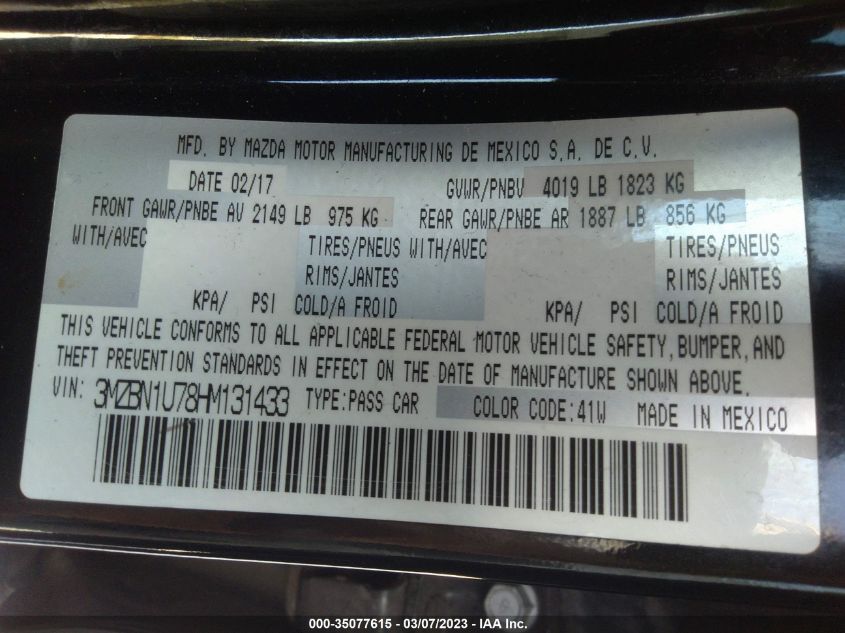 MFD. BY MAZDA MOTOR MANUFACTURING DE MEXICO S.A. DE C.V.
DATE 02/17 GVWR/PNBV 4019 LB 1823 KG
FRONT GAWR/PNBE AV 2149 LB 975 KG REAR GAWR/PNBE AR 1887 LB 856 KG
WITH/AVEC TIRES/PNEUS WITH/AVEC TIRES/PNEUS
RIMS/JANTES RIMS/JANTES
KPA/ PSI COLD/A FROID KPA/ PSI COLD/A FROID
THIS VEHICLE CONFORMS TO ALL APPLICABLE FEDERAL MOTOR VEHICLE SAFETY, BUMPER, AND
THEFT PREVENTION STANDARDS IN EFFECT ON THE DATE OF MANUFACTURE SHOWN ABOVE.
VIN: 3MZBN1U78HM131433 TYPE:PASS CAR COLOR CODE:41W MADE IN MEXICO
000-35077615 - 03/07/2023 - IAA Inc.